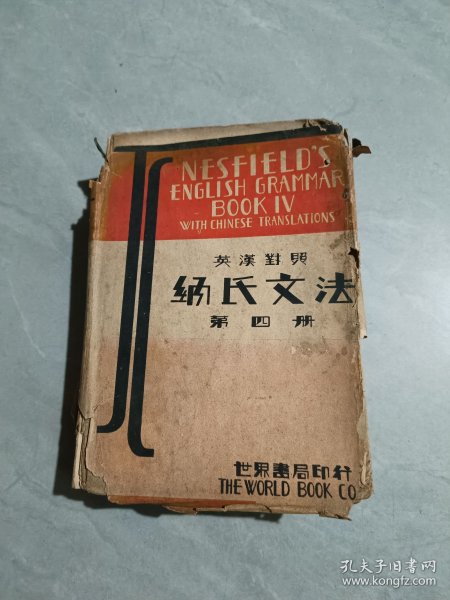 NESFIELD'S
ENGLISH GRAMMAR
BOOK IV
WITH CHINESE TRANSLATIONS
英漢對照
納氏文法
第四册
世界書局印行
THE WORLD BOOK CO
孔夫子旧书网
www.kongfz.com